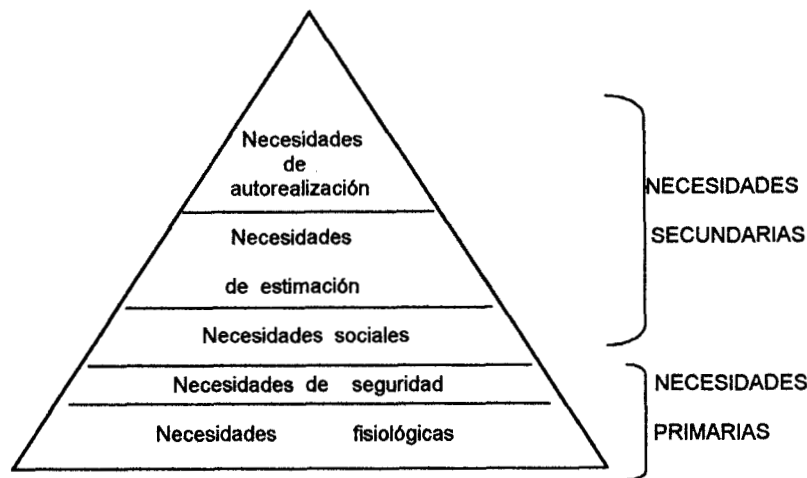 Necesidades
de
autorealización
Necesidades
de estimación
Necesidades sociales
Necesidades de seguridad
Necesidades fisiológicas
NECESIDADES
SECUNDARIAS
NECESIDADES
PRIMARIAS